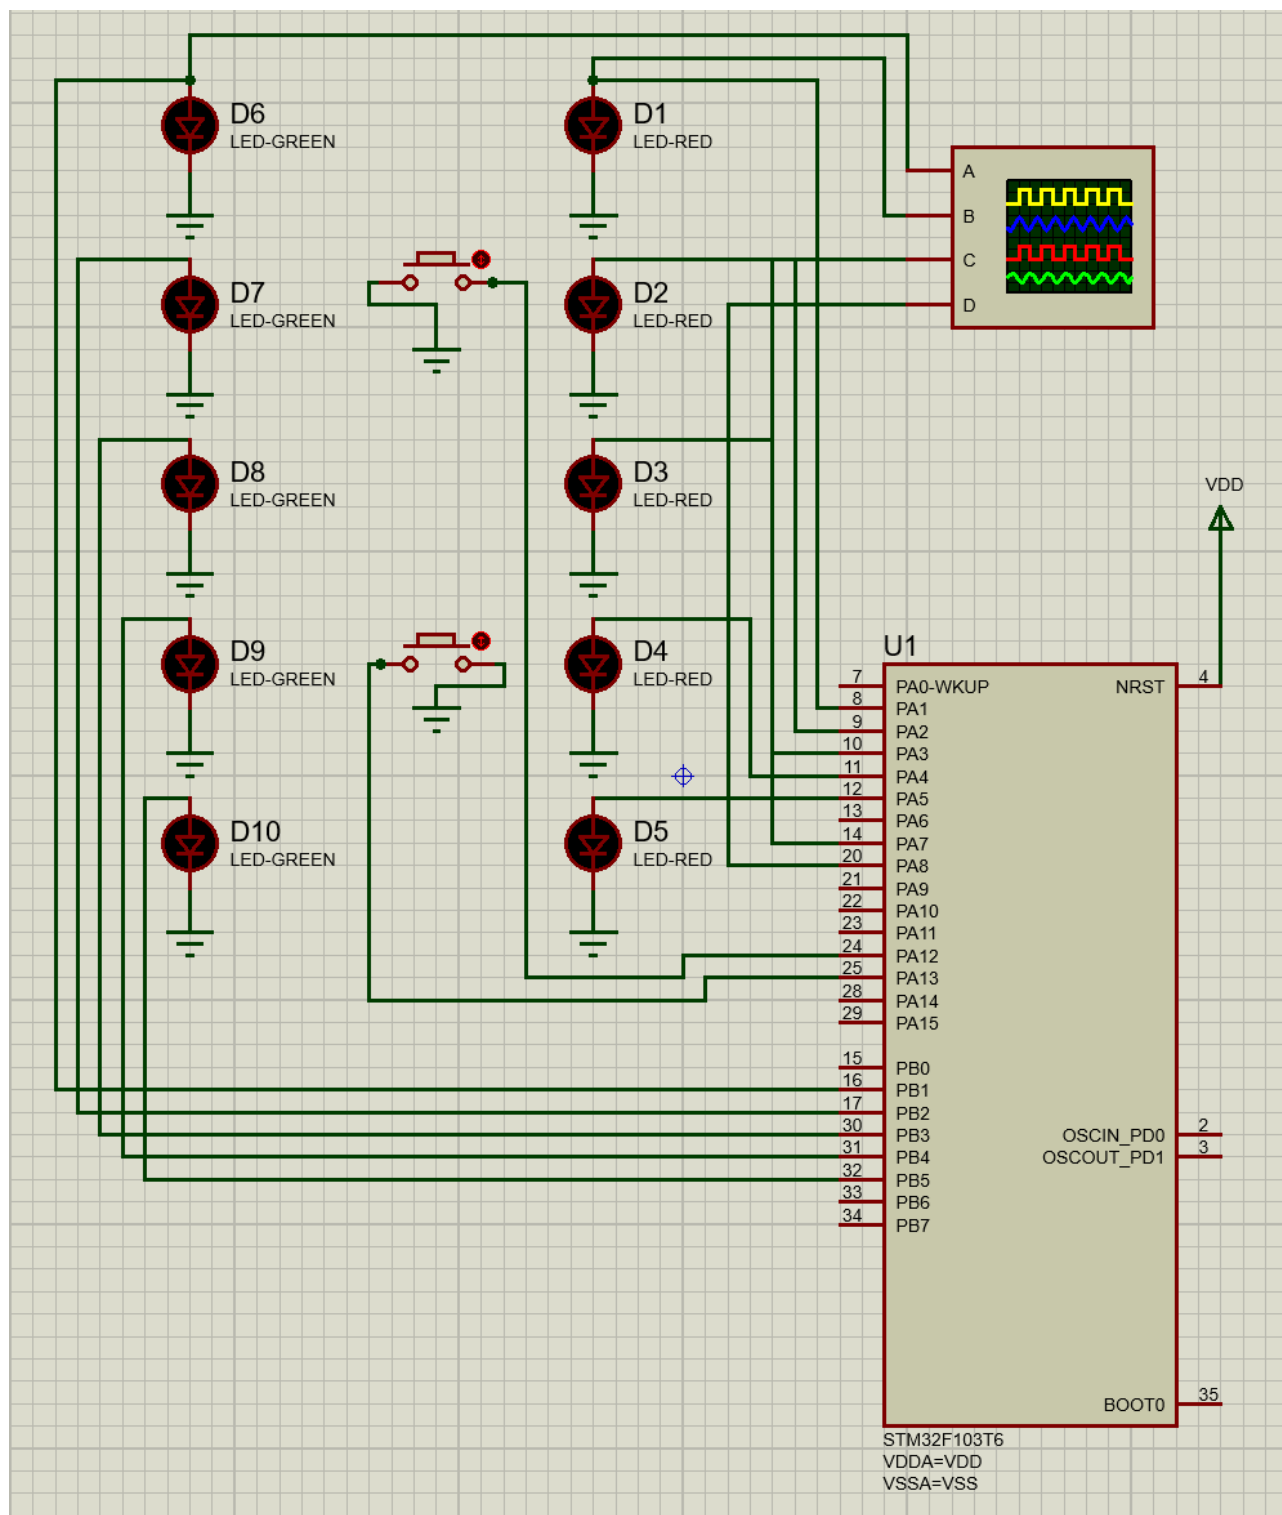 D6
LED-GREEN
D1
LED-RED
A
B
C
D
D7
LED-GREEN
D2
LED-RED
D8
LED-GREEN
D3
LED-RED
VDD
D9
LED-GREEN
D4
LED-RED
D10
LED-GREEN
D5
LED-RED
U1
7 PA0-WKUP NRST 4
8 PA1
9 PA2
10 PA3
11 PA4
12 PA5
13 PA6
14 PA7
20 PA8
21 PA9
22 PA10
23 PA11
24 PA12
25 PA13
28 PA14
29 PA15
15 PB0
16 PB1
17 PB2
30 PB3 OSCIN_PD0 2
31 PB4 OSCOUT_PD1 3
32 PB5
33 PB6
34 PB7
BOOT0 35
STM32F103T6
VDDA=VDD
VSSA=VSS